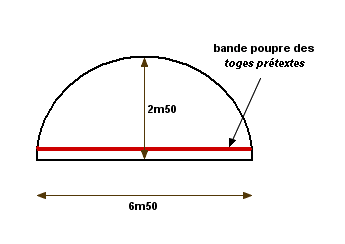 bande poupre des
toges prétextes
2m50
6m50